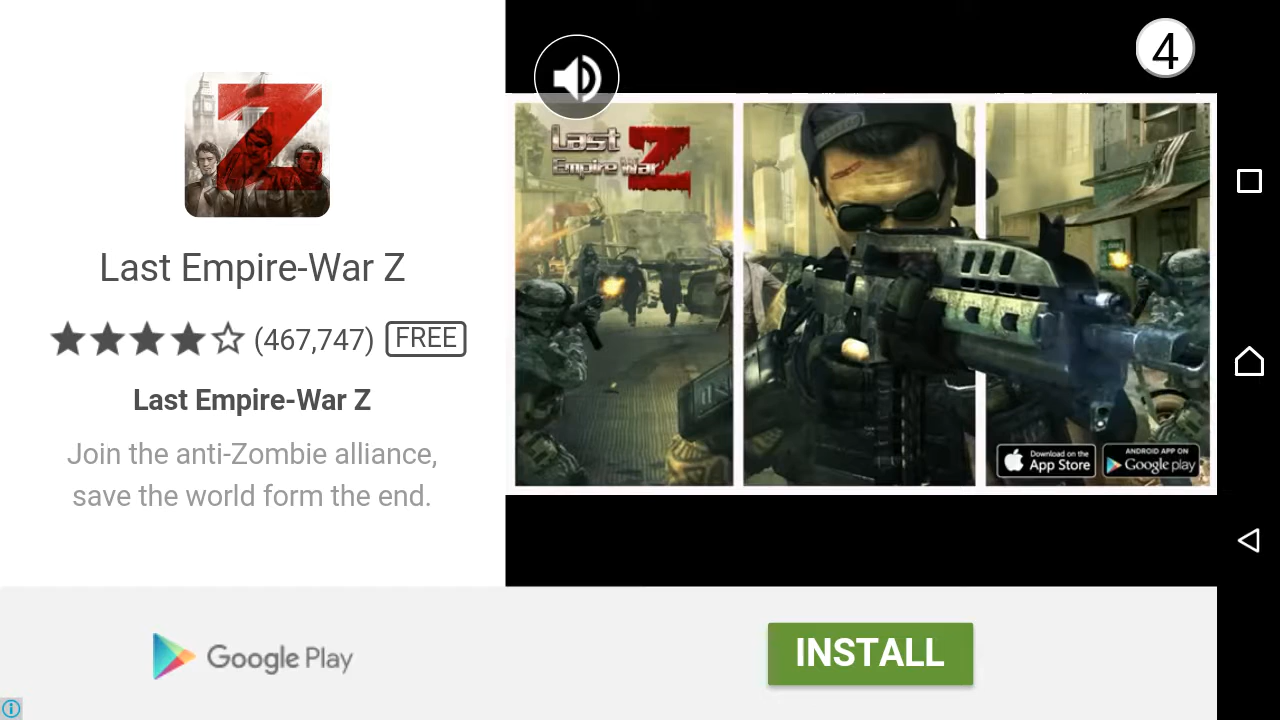 Z
Last Empire-War Z
(467,747) FREE
Last Empire-War Z
Join the anti-Zombie alliance,
save the world form the end.
4
Last
Empire War Z
Download on the
App Store
ANDROID APP ON
Google play
Google Play
INSTALL